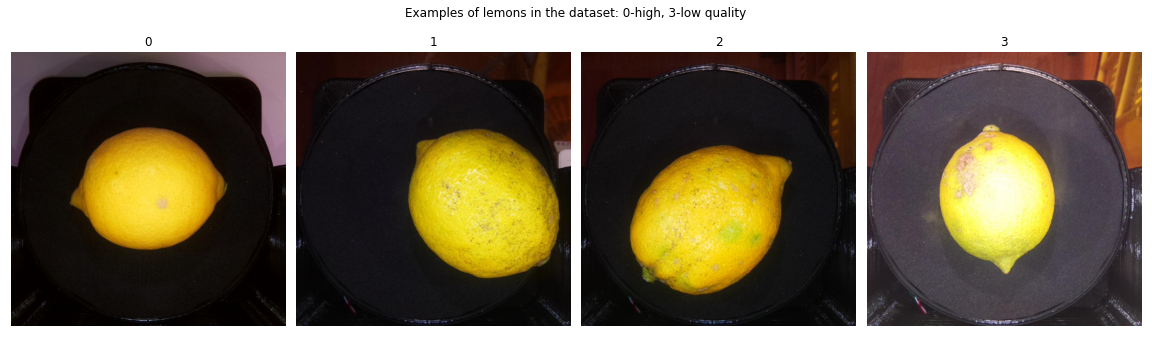 Examples of lemons in the dataset: 0-high, 3-low quality
0 1 2 3